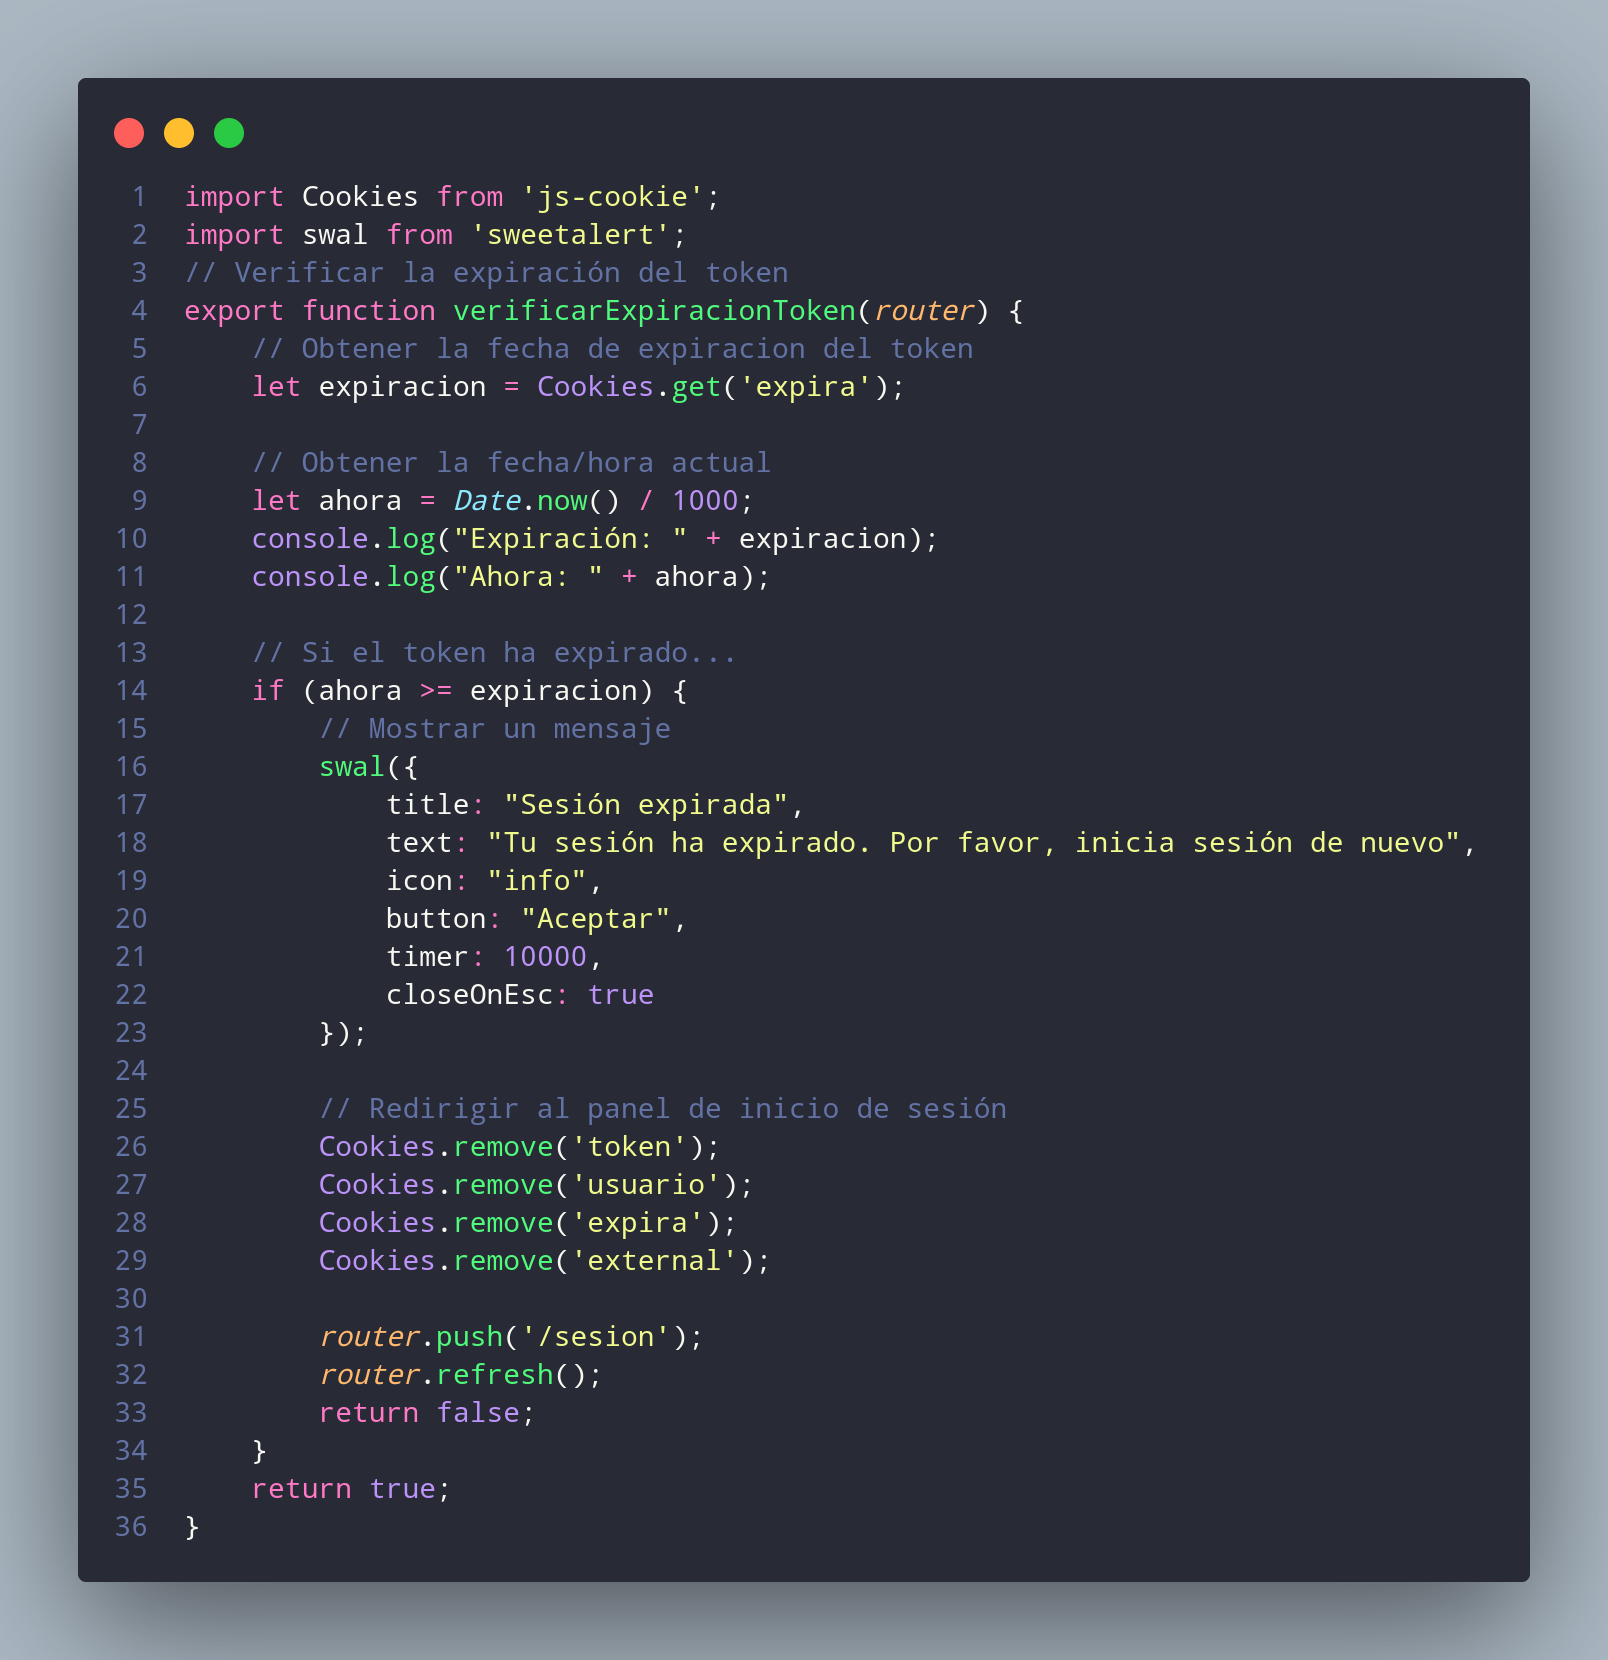 1 import Cookies from 'js-cookie';
2 import swal from 'sweetalert';
3 // Verificar la expiración del token
4 export function verificarExpiracionToken(router) {
5     // Obtener la fecha de expiracion del token
6     let expiracion = Cookies.get('expira');
7
8     // Obtener la fecha/hora actual
9     let ahora = Date.now() / 1000;
10     console.log("Expiración: " + expiracion);
11     console.log("Ahora: " + ahora);
12
13     // Si el token ha expirado...
14     if (ahora >= expiracion) {
15         // Mostrar un mensaje
16         swal({
17             title: "Sesión expirada",
18             text: "Tu sesión ha expirado. Por favor, inicia sesión de nuevo",
19             icon: "info",
20             button: "Aceptar",
21             timer: 10000,
22             closeOnEsc: true
23         });
24
25         // Redirigir al panel de inicio de sesión
26         Cookies.remove('token');
27         Cookies.remove('usuario');
28         Cookies.remove('expira');
29         Cookies.remove('external');
30
31         router.push('/sesion');
32         router.refresh();
33         return false;
34     }
35     return true;
36 }